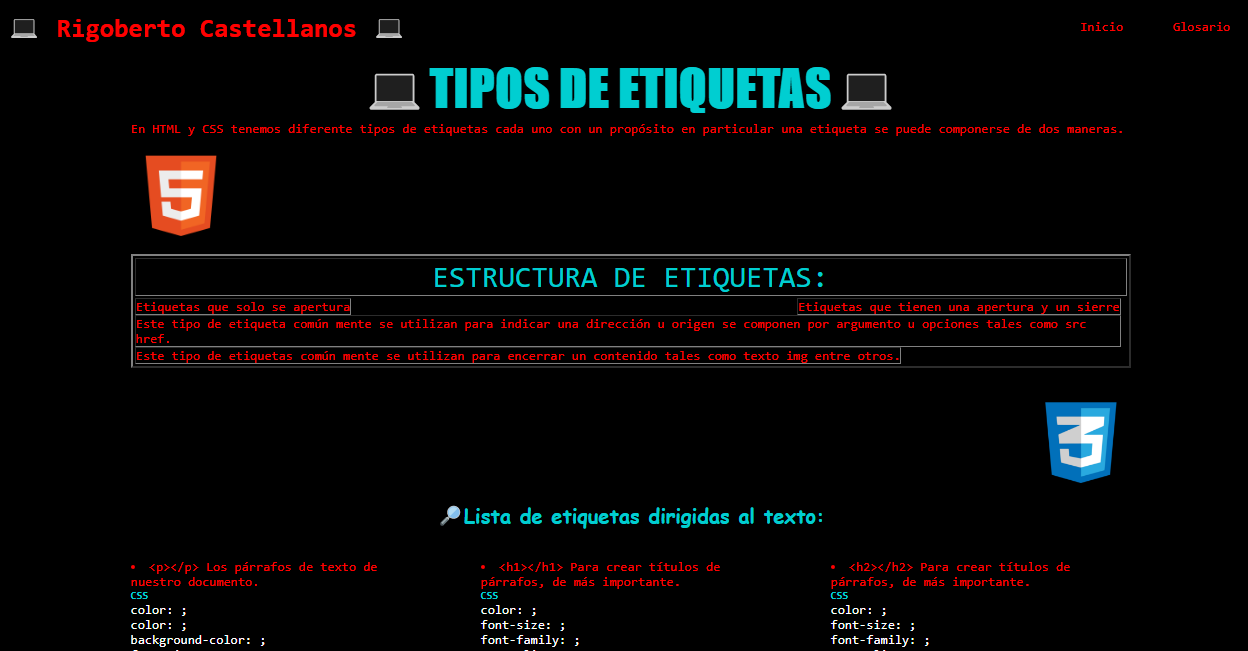 Rigoberto Castellanos
Inicio
Glosario
TIPOS DE ETIQUETAS
En HTML y CSS tenemos diferente tipos de etiquetas cada uno con un propósito en particular una etiqueta se puede componerse de dos maneras.
5
ESTRUCTURA DE ETIQUETAS:
Etiquetas que solo se apertura
Etiquetas que tienen una apertura y un sierre
Este tipo de etiqueta común mente se utilizan para indicar una dirección u origen se componen por argumento u opciones tales como src
href.
Este tipo de etiquetas común mente se utilizan para encerrar un contenido tales como texto img entre otros.
3
Lista de etiquetas dirigidas al texto:
• <p></p> Los párrafos de texto de
nuestro documento.
CSS
color: ;
color: ;
background-color: ;
• <h1></h1> Para crear títulos de
párrafos, de más importante.
CSS
color: ;
font-size: ;
font-family: ;
• <h2></h2> Para crear títulos de
párrafos, de más importante.
CSS
color: ;
font-size: ;
font-family: ;